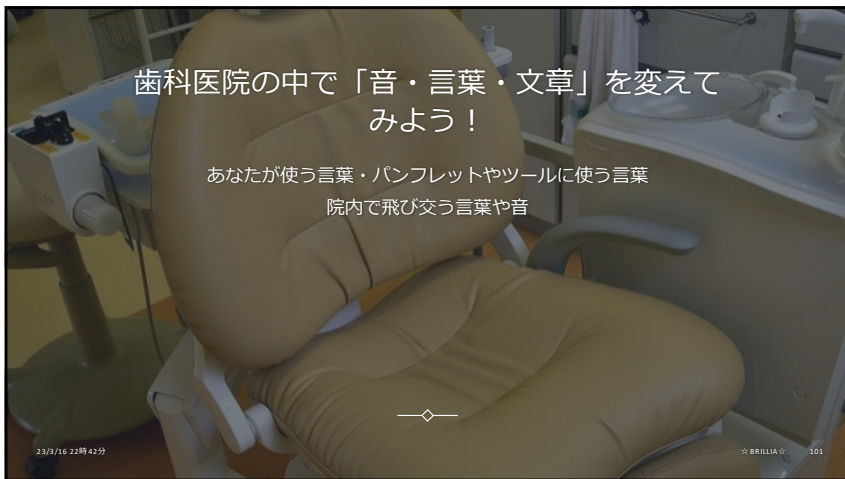 歯科医院の中で「音・言葉・文章」を変えて
みよう！
あなたが使う言葉・パンフレットやツールに使う言葉
院内で飛び交う言葉や音
23/3/16 22時42分
☆BRILLIA☆
101